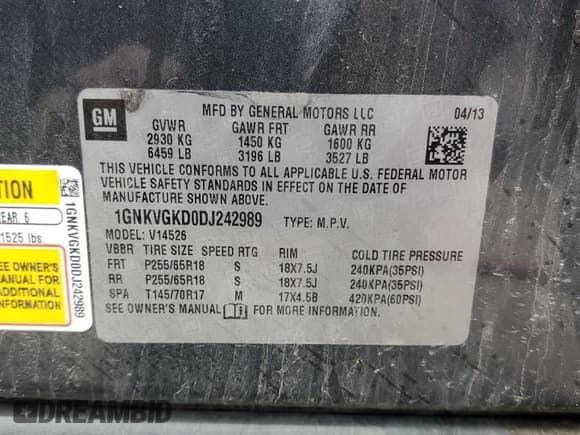 GM
MFD BY GENERAL MOTORS LLC 04/13
GVWR GAWR FRT GAWR RR
2930 KG 1450 KG 1600 KG
6459 LB 3196 LB 3527 LB
THIS VEHICLE CONFORMS TO ALL APPLICABLE U.S. FEDERAL MOTOR
VEHICLE SAFETY STANDARDS IN EFFECT ON THE DATE OF
MANUFACTURE SHOWN ABOVE.
1GNKVGKD0DJ242989 TYPE: M.P.V.
MODEL: V14526
VBBR TIRE SIZE SPEED RTG RIM COLD TIRE PRESSURE
FRT P255/65R18 S 18X7.5J 240KPA(35PSI)
RR P255/65R18 S 18X7.5J 240KPA(35PSI)
SPA T145/70R17 M 17X4.5B 420KPA(60PSI)
SEE OWNER'S MANUAL FOR MORE INFORMATION.
TION
EAR 6
1525 lbs.
SEE OWNER'S
MANUAL FOR
ADDITIONAL
INFORMATION
1GNKVGKD0DJ242989
DREAMBID